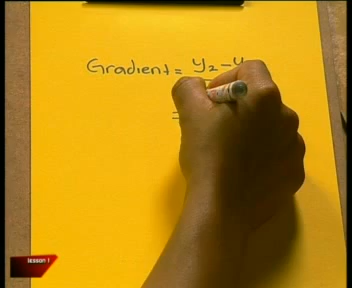 Gradient = y₂ - y
=
lesson 1